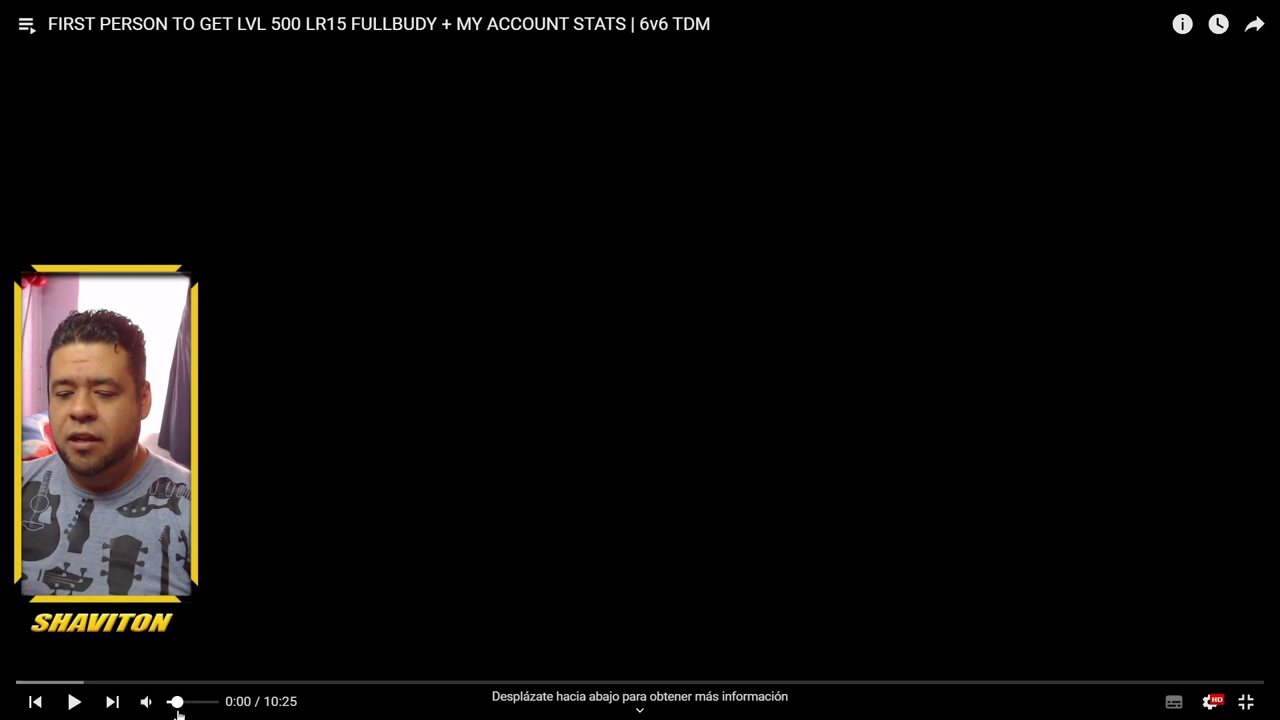 FIRST PERSON TO GET LVL 500 LR15 FULLBUDY + MY ACCOUNT STATS | 6v6 TDM
SHAVITON
0:00 / 10:25
Desplázate hacia abajo para obtener más información
HD